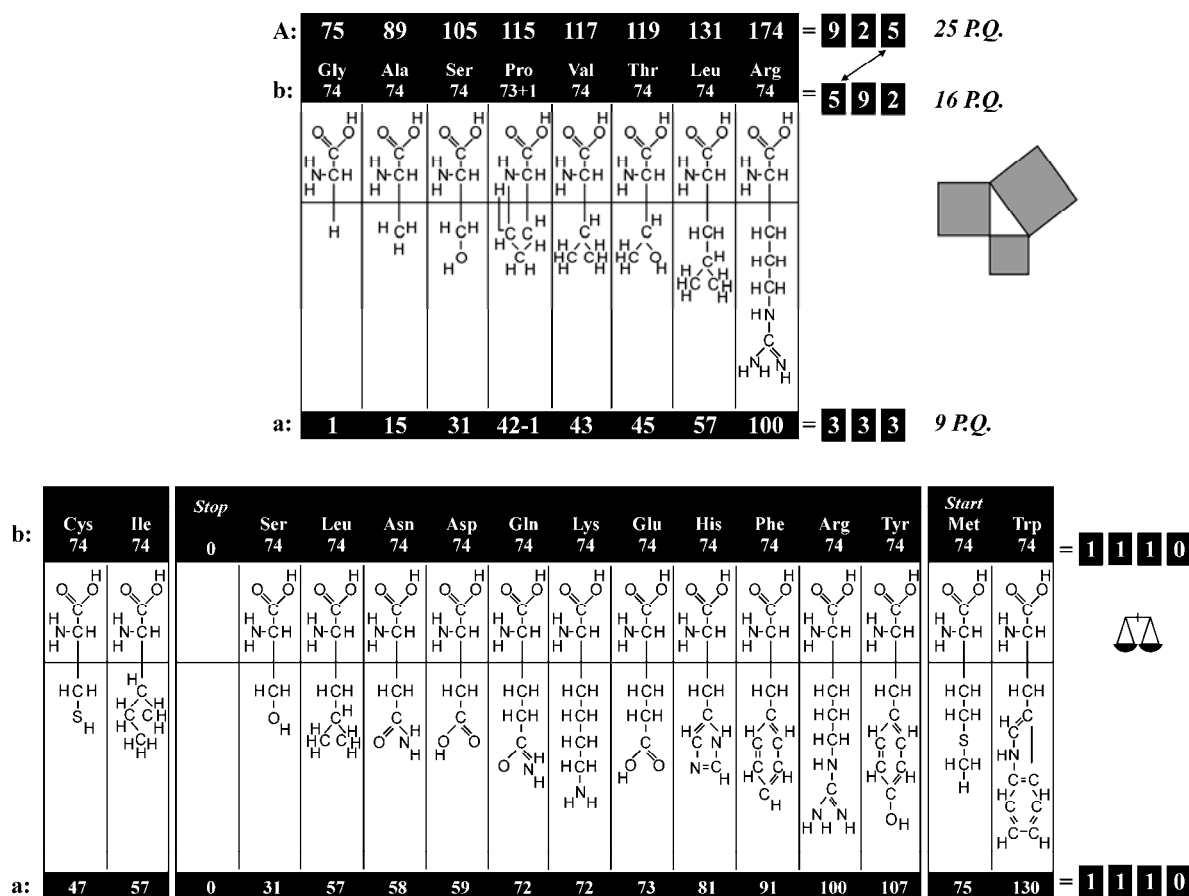 A: 75 89 105 115 117 119 131 174 = 9 2 5 25 P.Q.
Gly Ala Ser Pro Val Thr Leu Arg
b: 74 74 74 73+1 74 74 74 74 = 5 9 2 16 P.Q.
a: 1 15 31 42-1 43 45 57 100 = 3 3 3 9 P.Q.
Stop Start
Cys Ile Ser Leu Asn Asp Gln Lys Glu His Phe Arg Tyr Met Trp
b: 74 74 0 74 74 74 74 74 74 74 74 74 74 74 74 74 = 1 1 1 0
a: 47 57 0 31 57 58 59 72 72 73 81 91 100 107 75 130 = 1 1 1 0